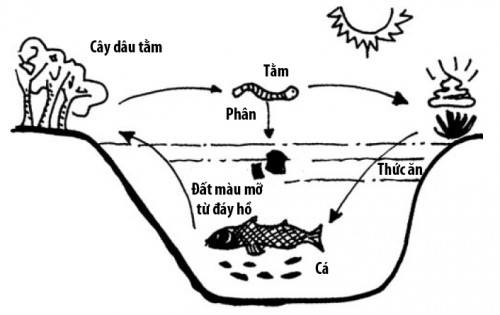 Cây dâu tằm
Tằm
Phân
Thức ăn
Đất màu mỡ
từ đáy hồ
Cá